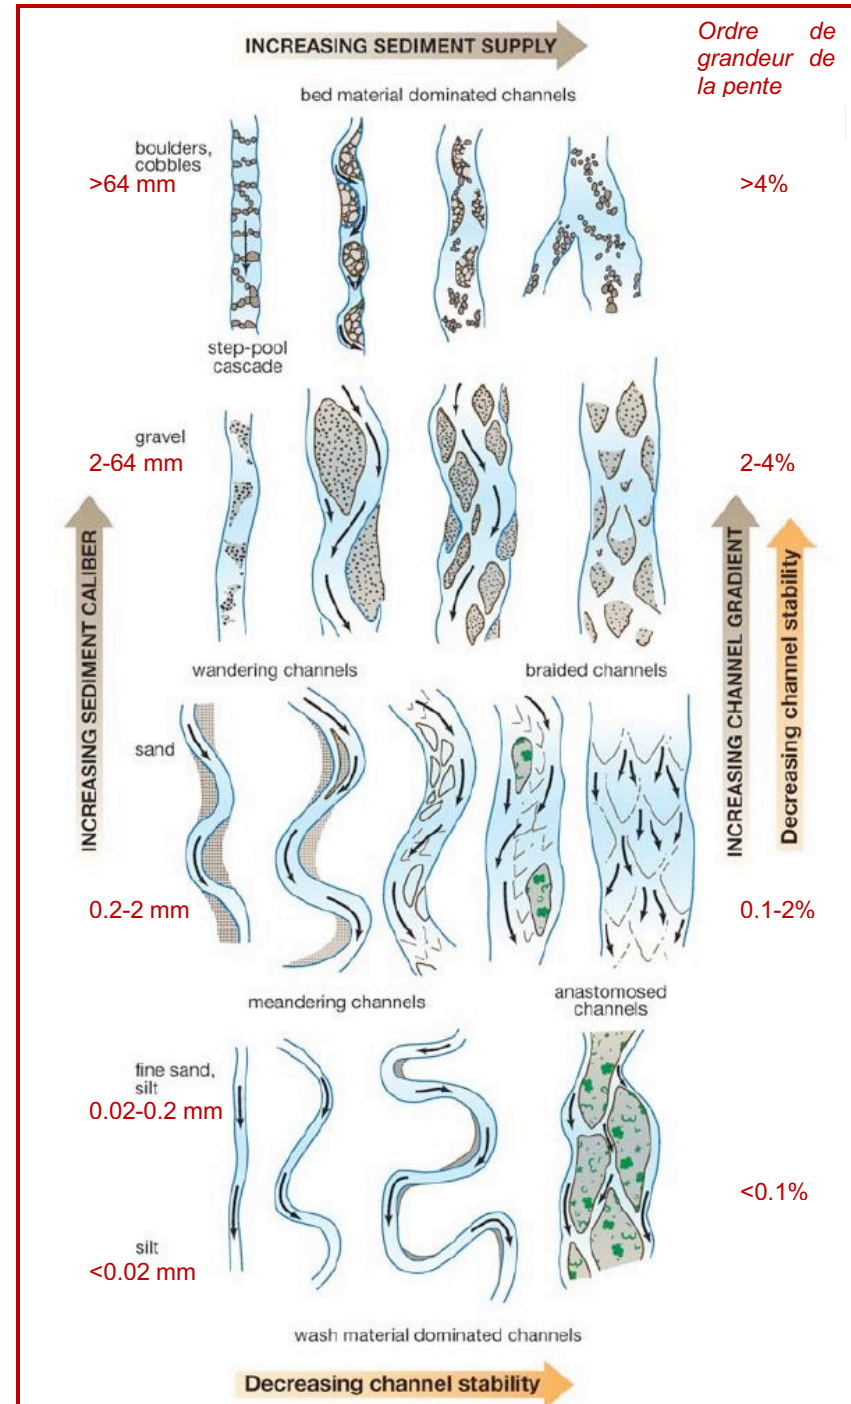 INCREASING SEDIMENT SUPPLY
Ordre de
grandeur de
la pente
bed material dominated channels
boulders,
cobbles
>64 mm
>4%
step-pool
cascade
gravel
2-64 mm
2-4%
INCREASING SEDIMENT CALIBER
INCREASING CHANNEL GRADIENT
Decreasing channel stability
wandering channels
braided channels
sand
0.2-2 mm
0.1-2%
meandering channels
anastomosed
channels
fine sand,
silt
0.02-0.2 mm
<0.1%
silt
<0.02 mm
wash material dominated channels
Decreasing channel stability